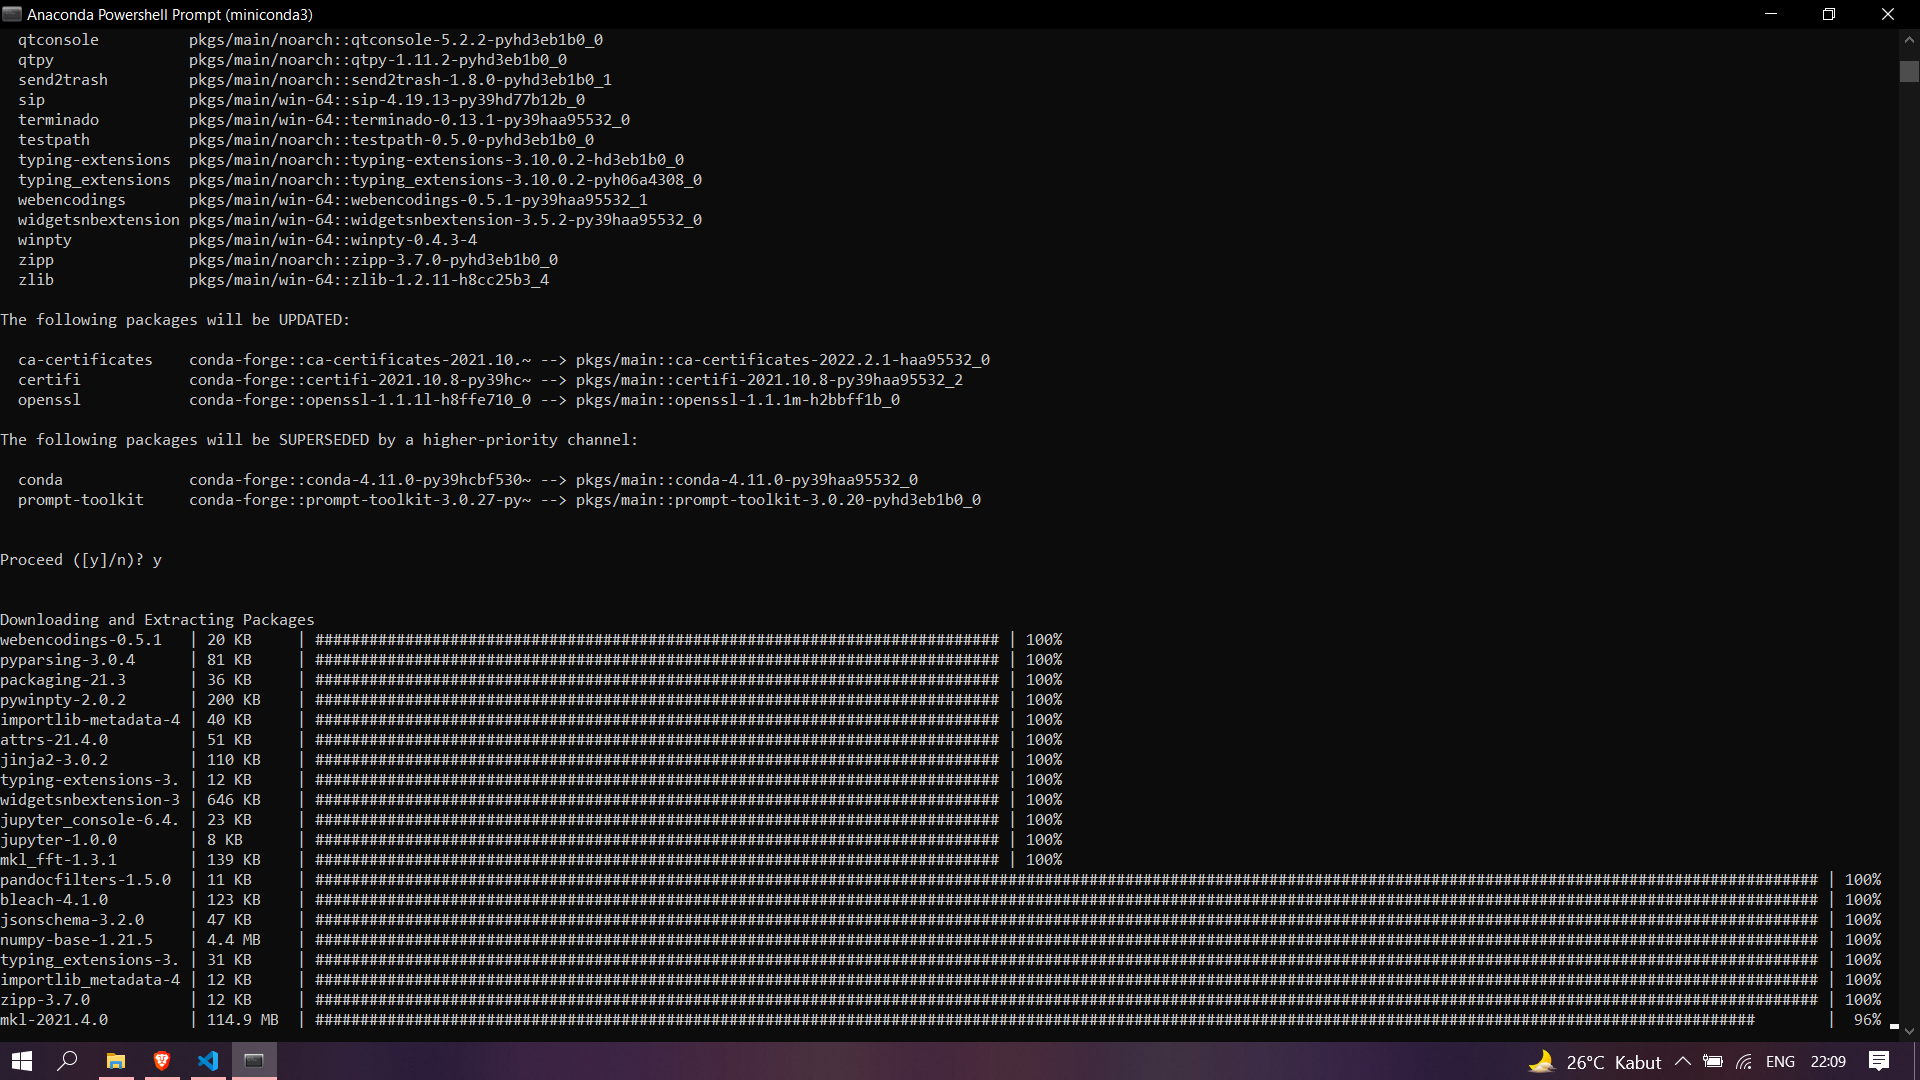 Anaconda Powershell Prompt (miniconda3)
qtconsole pkgs/main/noarch::qtconsole-5.2.2-pyhd3eb1b0_0
qtpy pkgs/main/noarch::qtpy-1.11.2-pyhd3eb1b0_0
send2trash pkgs/main/noarch::send2trash-1.8.0-pyhd3eb1b0_1
sip pkgs/main/win-64::sip-4.19.13-py39hd77b12b_0
terminado pkgs/main/win-64::terminado-0.13.1-py39haa95532_0
testpath pkgs/main/noarch::testpath-0.5.0-pyhd3eb1b0_0
typing-extensions pkgs/main/noarch::typing-extensions-3.10.0.2-hd3eb1b0_0
typing_extensions pkgs/main/noarch::typing_extensions-3.10.0.2-pyh06a4308_0
webencodings pkgs/main/win-64::webencodings-0.5.1-py39haa95532_1
widgetsnbextension pkgs/main/win-64::widgetsnbextension-3.5.2-py39haa95532_0
winpty pkgs/main/win-64::winpty-0.4.3-4
zipp pkgs/main/noarch::zipp-3.7.0-pyhd3eb1b0_0
zlib pkgs/main/win-64::zlib-1.2.11-h8cc25b3_4
The following packages will be UPDATED:
ca-certificates conda-forge::ca-certificates-2021.10.~ --> pkgs/main::ca-certificates-2022.2.1-haa95532_0
certifi conda-forge::certifi-2021.10.8-py39hc~ --> pkgs/main::certifi-2021.10.8-py39haa95532_2
openssl conda-forge::openssl-1.1.1l-h8ffe710_0 --> pkgs/main::openssl-1.1.1m-h2bbff1b_0
The following packages will be SUPERSEDED by a higher-priority channel:
conda conda-forge::conda-4.11.0-py39hcbf530~ --> pkgs/main::conda-4.11.0-py39haa95532_0
prompt-toolkit conda-forge::prompt-toolkit-3.0.27-py~ --> pkgs/main::prompt-toolkit-3.0.20-pyhd3eb1b0_0
Proceed ([y]/n)? y
Downloading and Extracting Packages
webencodings-0.5.1 | 20 KB | ############################################################################ | 100%
pyparsing-3.0.4 | 81 KB | ############################################################################ | 100%
packaging-21.3 | 36 KB | ############################################################################ | 100%
pywinpty-2.0.2 | 200 KB | ############################################################################ | 100%
importlib-metadata-4 | 40 KB | ############################################################################ | 100%
attrs-21.4.0 | 51 KB | ############################################################################ | 100%
jinja2-3.0.2 | 110 KB | ############################################################################ | 100%
typing-extensions-3. | 12 KB | ############################################################################ | 100%
widgetsnbextension-3 | 646 KB | ############################################################################ | 100%
jupyter_console-6.4. | 23 KB | ############################################################################ | 100%
jupyter-1.0.0 | 8 KB | ############################################################################ | 100%
mkl_fft-1.3.1 | 139 KB | ############################################################################ | 100%
pandocfilters-1.5.0 | 11 KB | ####################################################################################################################################################################### | 100%
bleach-4.1.0 | 123 KB | ####################################################################################################################################################################### | 100%
jsonschema-3.2.0 | 47 KB | ####################################################################################################################################################################### | 100%
numpy-base-1.21.5 | 4.4 MB | ####################################################################################################################################################################### | 100%
typing_extensions-3. | 31 KB | ####################################################################################################################################################################### | 100%
importlib_metadata-4 | 12 KB | ####################################################################################################################################################################### | 100%
zipp-3.7.0 | 12 KB | ####################################################################################################################################################################### | 100%
mkl-2021.4.0 | 114.9 MB | ################################################################################################################################################################ | 96%
26°C Kabut ENG 22:09